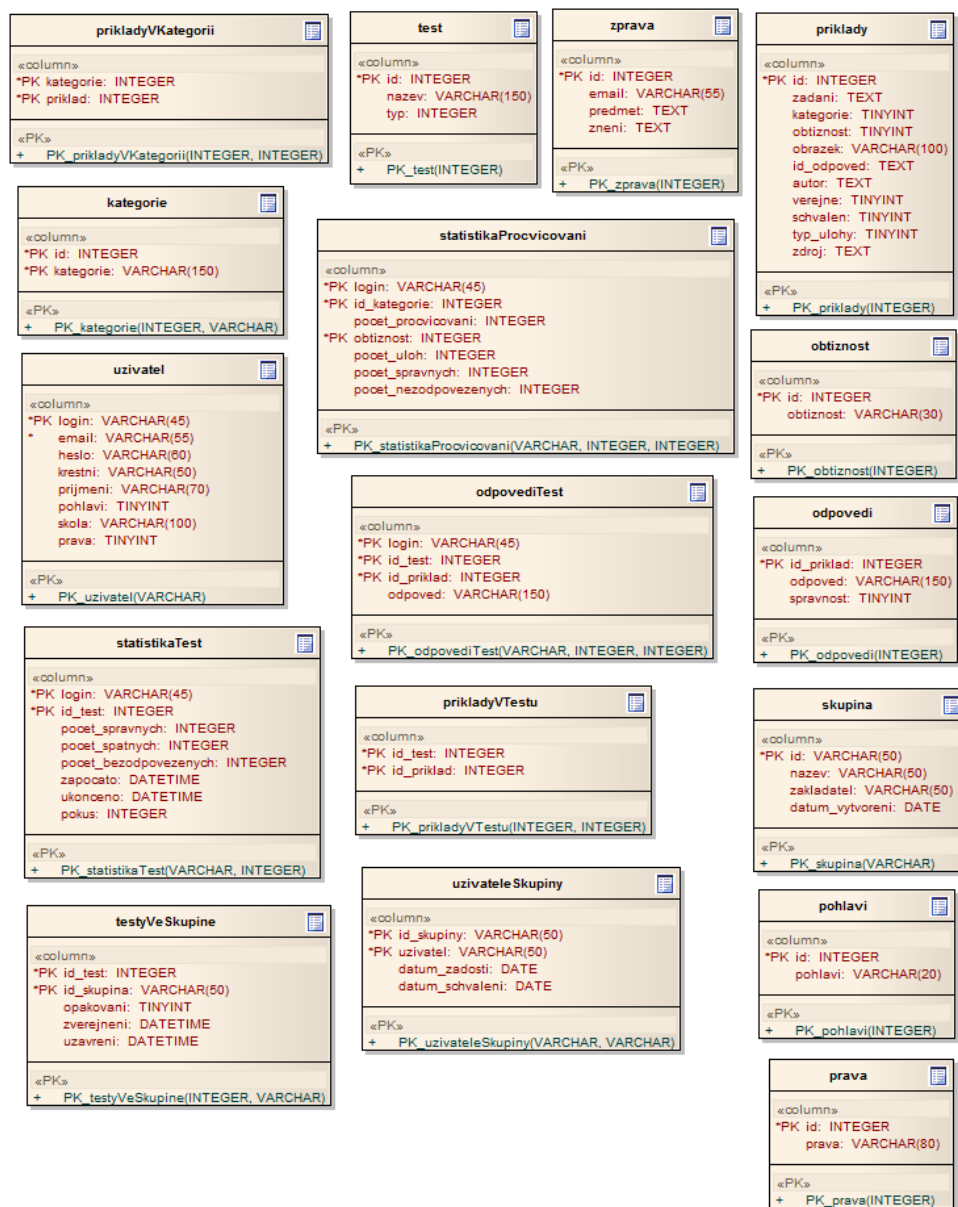 prikladyVKategorii
«column»
*PK kategorie: INTEGER
*PK priklad: INTEGER
«PK»
+ PK_prikladyVKategorii(INTEGER, INTEGER)
test
«column»
*PK id: INTEGER
nazev: VARCHAR(150)
typ: INTEGER
«PK»
+ PK_test(INTEGER)
zprava
«column»
*PK id: INTEGER
email: VARCHAR(55)
predmet: TEXT
zneni: TEXT
«PK»
+ PK_zprava(INTEGER)
priklady
«column»
*PK id: INTEGER
zadani: TEXT
kategorie: TINYINT
obtiznost: TINYINT
obrazek: VARCHAR(100)
id_odpoved: TEXT
autor: TEXT
verejne: TINYINT
schvalen: TINYINT
typ_ulohy: TINYINT
zdroj: TEXT
«PK»
+ PK_priklady(INTEGER)
kategorie
«column»
*PK id: INTEGER
*PK kategorie: VARCHAR(150)
«PK»
+ PK_kategorie(INTEGER, VARCHAR)
statistikaProcvicovani
«column»
*PK login: VARCHAR(45)
*PK id_kategorie: INTEGER
pocet_procvicovani: INTEGER
*PK obtiznost: INTEGER
pocet_uloh: INTEGER
pocet_spravnych: INTEGER
pocet_nezodpovezenych: INTEGER
«PK»
+ PK_statistikaProcvicovani(VARCHAR, INTEGER, INTEGER)
obtiznost
«column»
*PK id: INTEGER
obtiznost: VARCHAR(30)
«PK»
+ PK_obtiznost(INTEGER)
uzivatel
«column»
*PK login: VARCHAR(45)
* email: VARCHAR(55)
heslo: VARCHAR(60)
krestni: VARCHAR(50)
prijmeni: VARCHAR(70)
pohlavi: TINYINT
skola: VARCHAR(100)
prava: TINYINT
«PK»
+ PK_uzivatel(VARCHAR)
odpovediTest
«column»
*PK login: VARCHAR(45)
*PK id_test: INTEGER
*PK id_priklad: INTEGER
odpoved: VARCHAR(150)
«PK»
+ PK_odpovediTest(VARCHAR, INTEGER, INTEGER)
odpovedi
«column»
*PK id_priklad: INTEGER
odpoved: VARCHAR(150)
spravnost: TINYINT
«PK»
+ PK_odpovedi(INTEGER)
statistikaTest
«column»
*PK login: VARCHAR(45)
*PK id_test: INTEGER
pocet_spravnych: INTEGER
pocet_spatnych: INTEGER
pocet_bezodpovezenych: INTEGER
zapocato: DATETIME
ukonceno: DATETIME
pokus: INTEGER
«PK»
+ PK_statistikaTest(VARCHAR, INTEGER)
prikladyVTestu
«column»
*PK id_test: INTEGER
*PK id_priklad: INTEGER
«PK»
+ PK_prikladyVTestu(INTEGER, INTEGER)
skupina
«column»
*PK id: VARCHAR(50)
nazev: VARCHAR(50)
zakladatel: VARCHAR(50)
datum_vytvoreni: DATE
«PK»
+ PK_skupina(VARCHAR)
testyVeSkupine
«column»
*PK id_test: INTEGER
*PK id_skupina: VARCHAR(50)
opakovani: TINYINT
zverejneni: DATETIME
uzavreni: DATETIME
«PK»
+ PK_testyVeSkupine(INTEGER, VARCHAR)
uzivateleSkupiny
«column»
*PK id_skupiny: VARCHAR(50)
*PK uzivatel: VARCHAR(50)
datum_zadosti: DATE
datum_schvaleni: DATE
«PK»
+ PK_uzivateleSkupiny(VARCHAR, VARCHAR)
pohlavi
«column»
*PK id: INTEGER
pohlavi: VARCHAR(20)
«PK»
+ PK_pohlavi(INTEGER)
prava
«column»
*PK id: INTEGER
prava: VARCHAR(80)
«PK»
+ PK_prava(INTEGER)